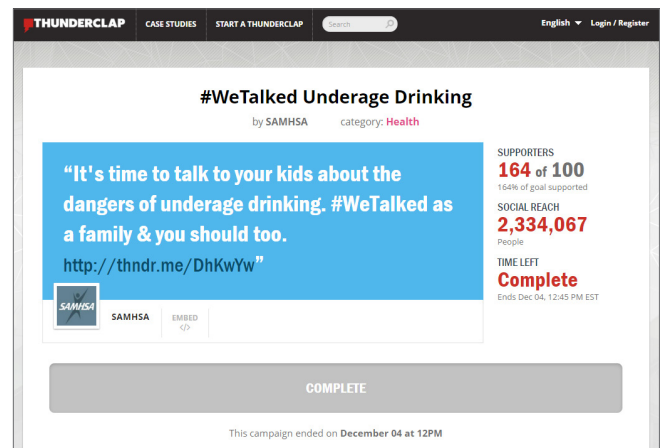 THUNDERCLAP CASE STUDIES START A THUNDERCLAP Search English Login / Register
#WeTalked Underage Drinking
by SAMHSA category: Health
“It's time to talk to your kids about the
dangers of underage drinking. #WeTalked as
a family & you should too.
http://thndr.me/DhKwYw”
SAMHSA
SAMHSA EMBED
</>
SUPPORTERS
164 of 100
164% of goal supported
SOCIAL REACH
2,334,067
People
TIME LEFT
Complete
Ends Dec 04, 12:45 PM EST
COMPLETE
This campaign ended on December 04 at 12PM